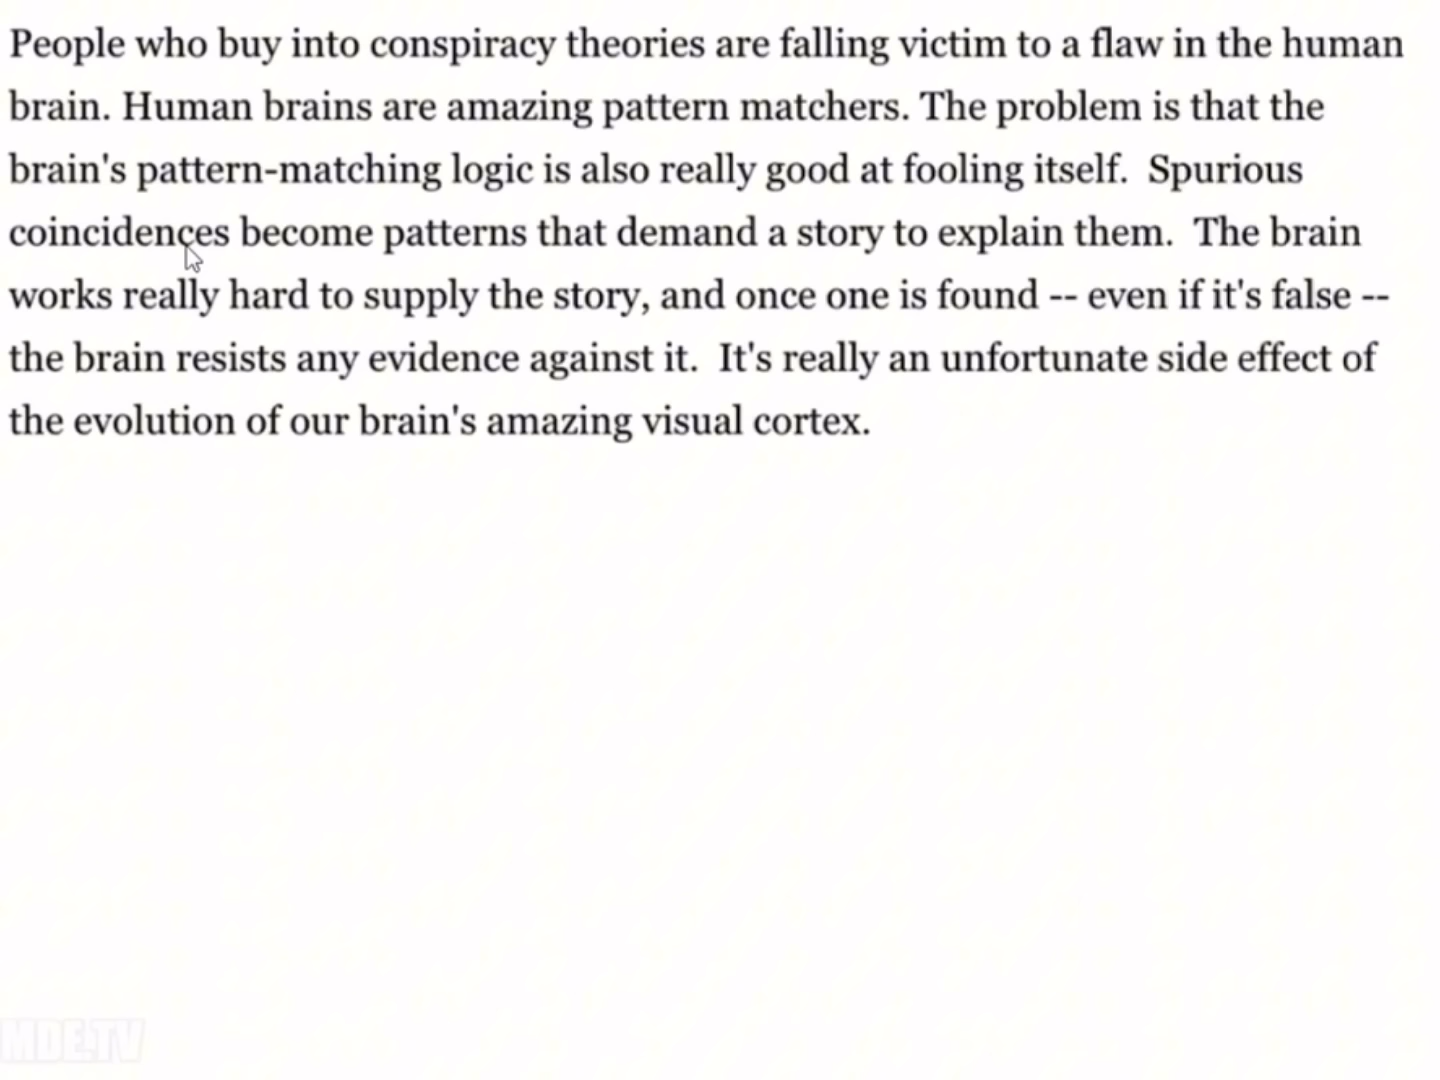 People who buy into conspiracy theories are falling victim to a flaw in the human
brain. Human brains are amazing pattern matchers. The problem is that the
brain's pattern-matching logic is also really good at fooling itself.  Spurious
coincidences become patterns that demand a story to explain them.  The brain
works really hard to supply the story, and once one is found -- even if it's false --
the brain resists any evidence against it.  It's really an unfortunate side effect of
the evolution of our brain's amazing visual cortex.
MDE.TV